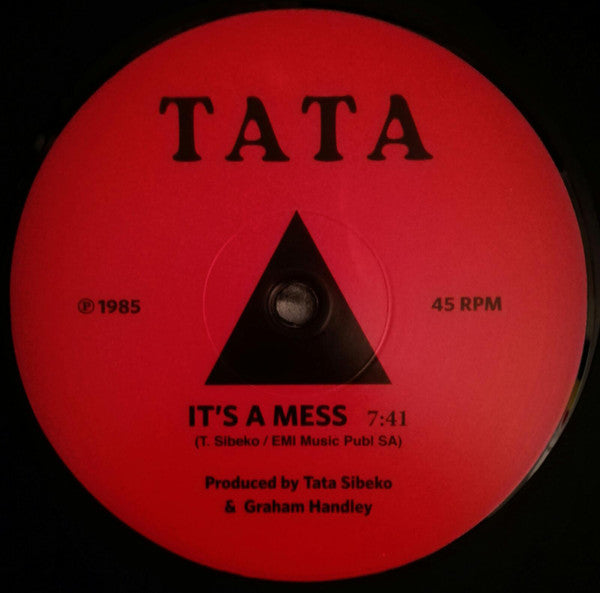 TATA
℗ 1985
45 RPM
IT'S A MESS 7:41
(T. Sibeko / EMI Music Publ SA)
Produced by Tata Sibeko
& Graham Handley